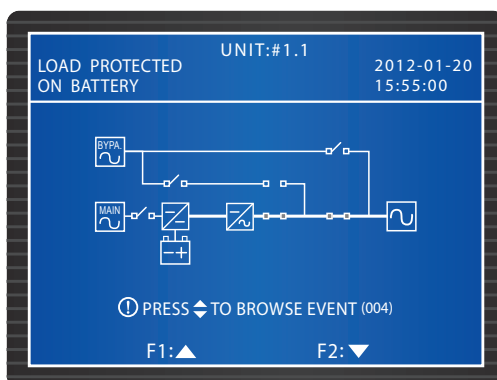 UNIT:#1.1
LOAD PROTECTED
ON BATTERY
2012-01-20
15:55:00
BYPA.
MAIN
PRESS TO BROWSE EVENT (004)
F1:
F2: